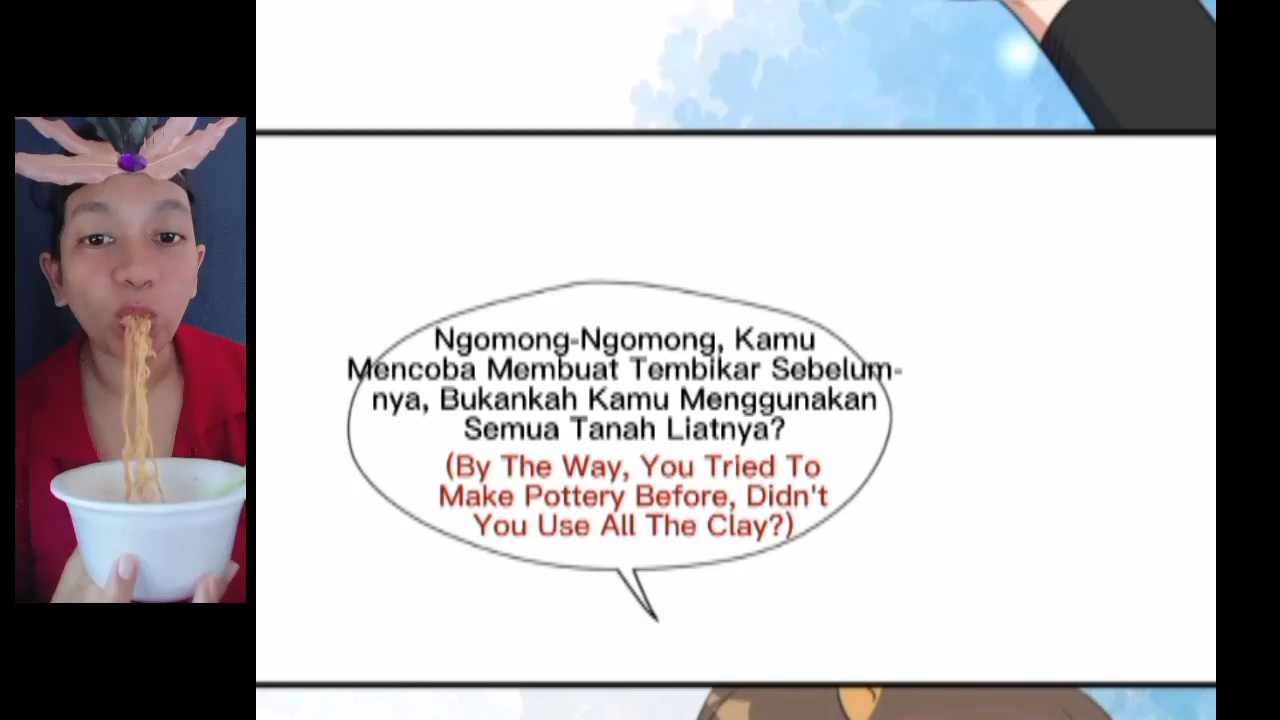 Ngomong-Ngomong, Kamu
Mencoba Membuat Tembikar Sebelum-
nya, Bukankah Kamu Menggunakan
Semua Tanah Liatnya?
(By The Way, You Tried To
Make Pottery Before, Didn't
You Use All The Clay?)